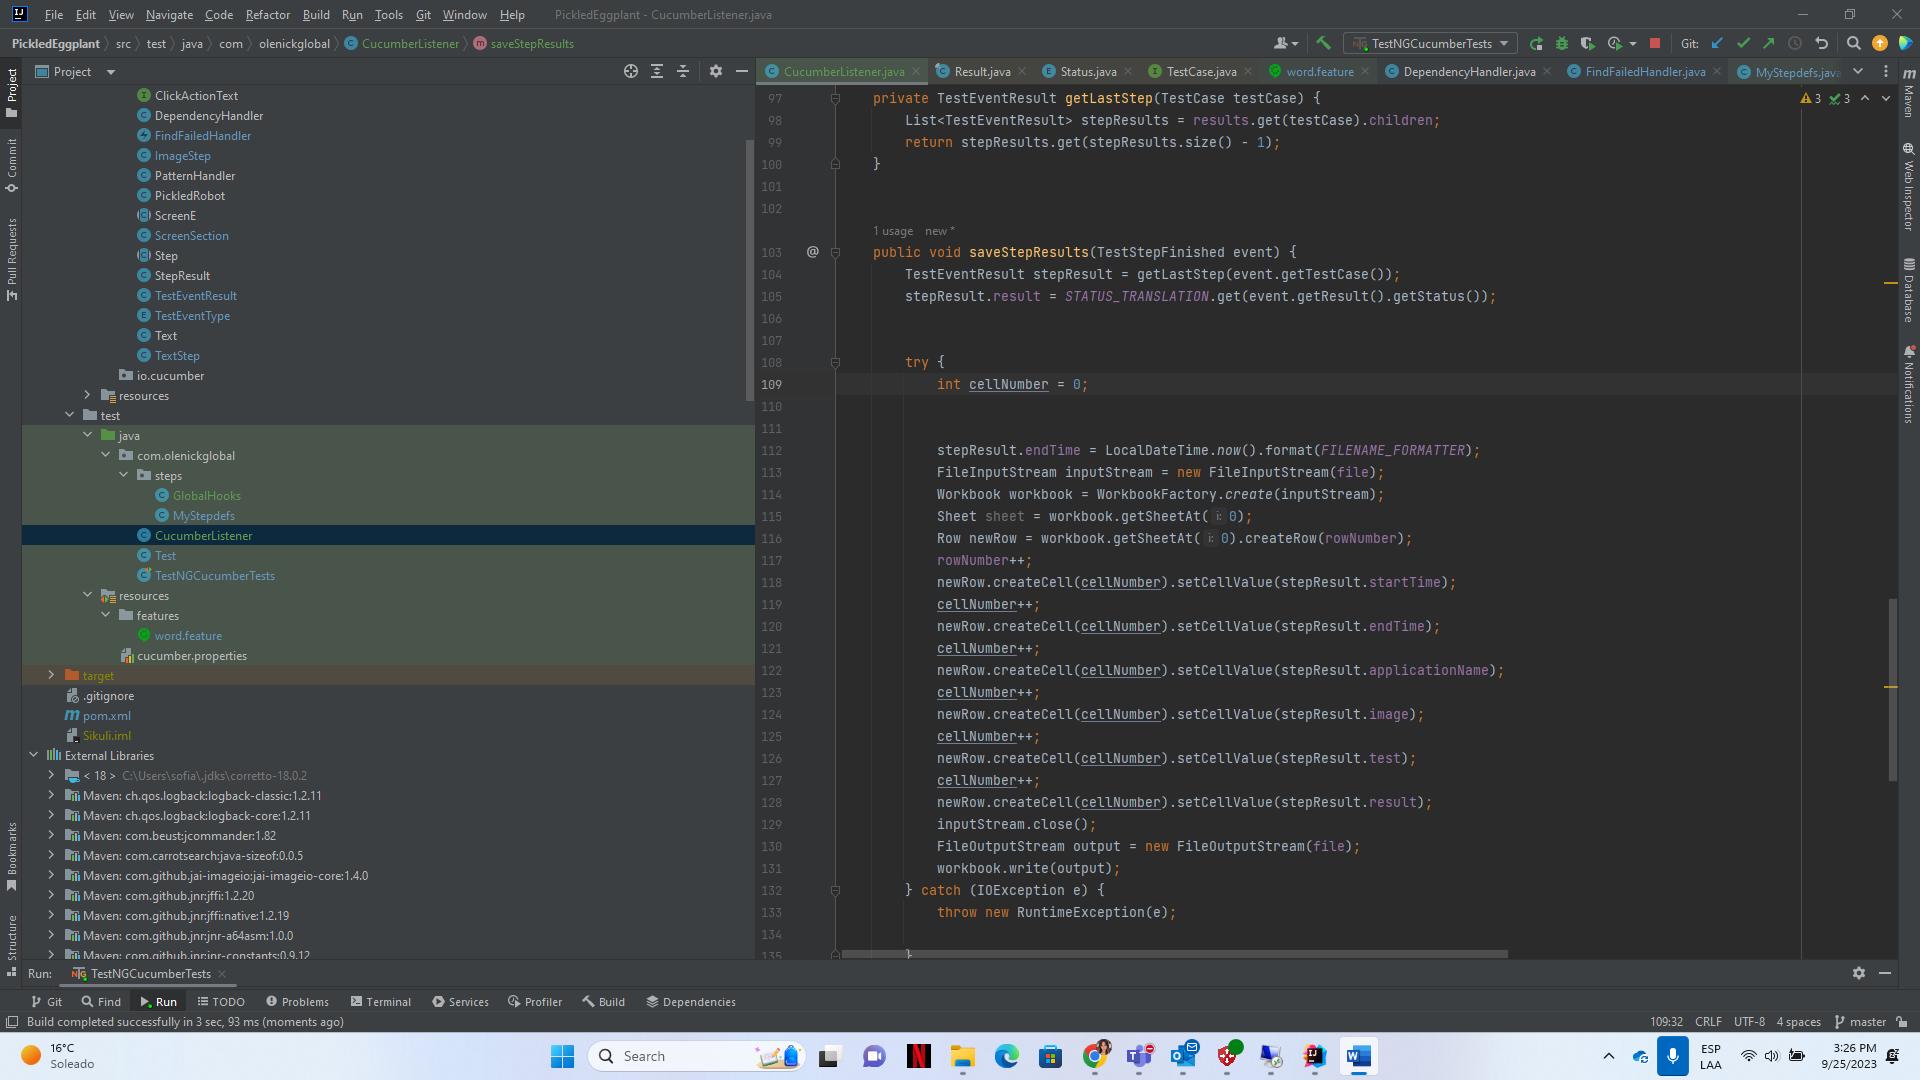 File Edit View Navigate Code Refactor Build Run Tools Git Window Help PickledEggplant - CucumberListener.java
PickledEggplant src test java com olenickglobal CucumberListener saveStepResults TestNGCucumberTests Git:
Project
CucumberListener.java Result.java Status.java TestCase.java word.feature DependencyHandler.java FindFailedHandler.java MyStepdefs.java
Project
Commit
Pull Requests
Bookmarks
Structure
ClickActionText
DependencyHandler
FindFailedHandler
ImageStep
PatternHandler
PickledRobot
ScreenE
ScreenSection
Step
StepResult
TestEventResult
TestEventType
Text
TextStep
io.cucumber
resources
test
java
com.olenickglobal
steps
GlobalHooks
MyStepdefs
CucumberListener
Test
TestNGCucumberTests
resources
features
word.feature
cucumber.properties
target
.gitignore
pom.xml
Sikuli.iml
External Libraries
< 18 > C:\Users\sofia\.jdks\corretto-18.0.2
Maven: ch.qos.logback:logback-classic:1.2.11
Maven: ch.qos.logback:logback-core:1.2.11
Maven: com.beust:jcommander:1.82
Maven: com.carrotsearch:java-sizeof:0.0.5
Maven: com.github.jai-imageio:jai-imageio-core:1.4.0
Maven: com.github.jnr:jffi:1.2.20
Maven: com.github.jnr:jffi:native:1.2.19
Maven: com.github.jnr:jnr-a64asm:1.0.0
Maven: com.github.jnr:jnr-constants:0.9.12
3 3
97 private TestEventResult getLastStep(TestCase testCase) {
98 List<TestEventResult> stepResults = results.get(testCase).children;
99 return stepResults.get(stepResults.size() - 1);
100 }
101
102
1 usage new *
103 @ public void saveStepResults(TestStepFinished event) {
104 TestEventResult stepResult = getLastStep(event.getTestCase());
105 stepResult.result = STATUS_TRANSLATION.get(event.getResult().getStatus());
106
107
108 try {
109 int cellNumber = 0;
110
111
112 stepResult.endTime = LocalDateTime.now().format(FILENAME_FORMATTER);
113 FileInputStream inputStream = new FileInputStream(file);
114 Workbook workbook = WorkbookFactory.create(inputStream);
115 Sheet sheet = workbook.getSheetAt( i: 0);
116 Row newRow = workbook.getSheetAt( i: 0).createRow(rowNumber);
117 rowNumber++;
118 newRow.createCell(cellNumber).setCellValue(stepResult.startTime);
119 cellNumber++;
120 newRow.createCell(cellNumber).setCellValue(stepResult.endTime);
121 cellNumber++;
122 newRow.createCell(cellNumber).setCellValue(stepResult.applicationName);
123 cellNumber++;
124 newRow.createCell(cellNumber).setCellValue(stepResult.image);
125 cellNumber++;
126 newRow.createCell(cellNumber).setCellValue(stepResult.test);
127 cellNumber++;
128 newRow.createCell(cellNumber).setCellValue(stepResult.result);
129 inputStream.close();
130 FileOutputStream output = new FileOutputStream(file);
131 workbook.write(output);
132 } catch (IOException e) {
133 throw new RuntimeException(e);
134
135 }
Maven
Web Inspector
Database
Notifications
Run: TestNGCucumberTests
Git Find Run TODO Problems Terminal Services Profiler Build Dependencies
Build completed successfully in 3 sec, 93 ms (moments ago) 109:32 CRLF UTF-8 4 spaces master
16°C
Soleado
Search
ESP
LAA
3:26 PM
9/25/2023